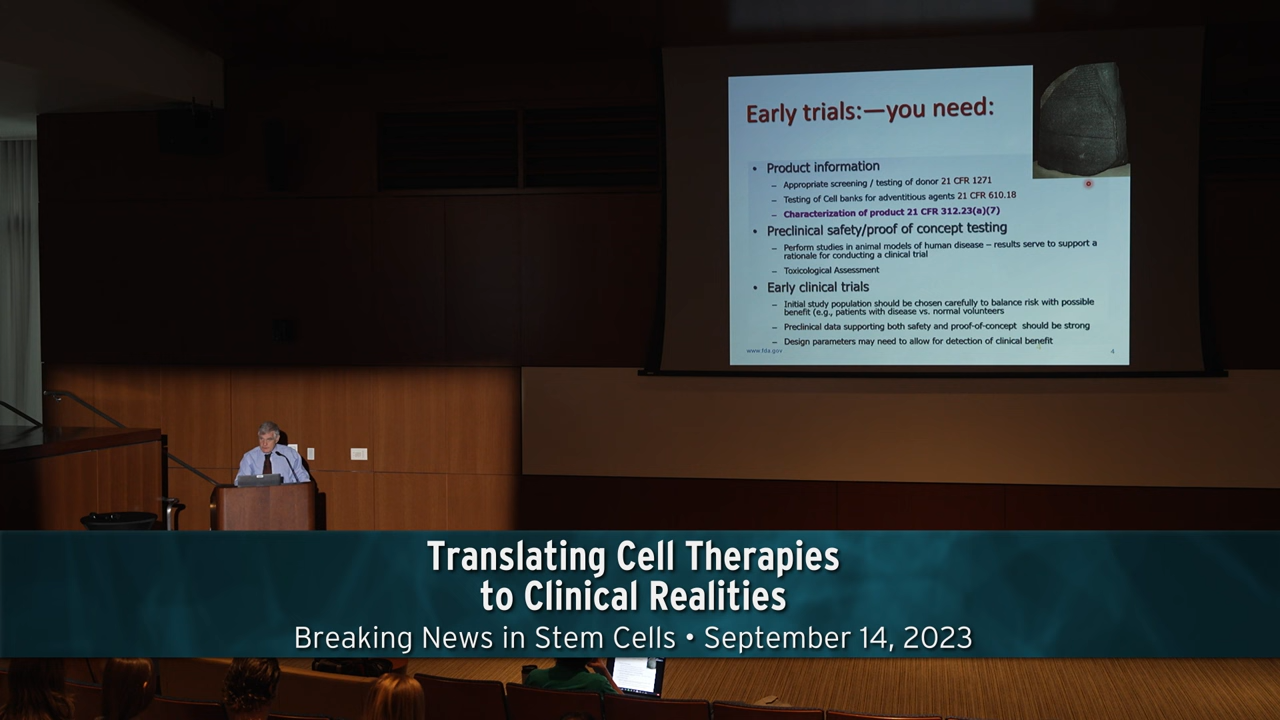 Early trials:—you need:
• Product information
– Appropriate screening / testing of donor 21 CFR 1271
– Testing of Cell banks for adventitious agents 21 CFR 610.18
– Characterization of product 21 CFR 312.23(a)(7)
• Preclinical safety/proof of concept testing
– Perform studies in animal models of human disease – results serve to support a
rationale for conducting a clinical trial
– Toxicological Assessment
• Early clinical trials
– Initial study population should be chosen carefully to balance risk with possible
benefit (e.g., patients with disease vs. normal volunteers
– Preclinical data supporting both safety and proof-of-concept should be strong
– Design parameters may need to allow for detection of clinical benefit
www.fda.gov
4
Translating Cell Therapies
to Clinical Realities
Breaking News in Stem Cells • September 14, 2023